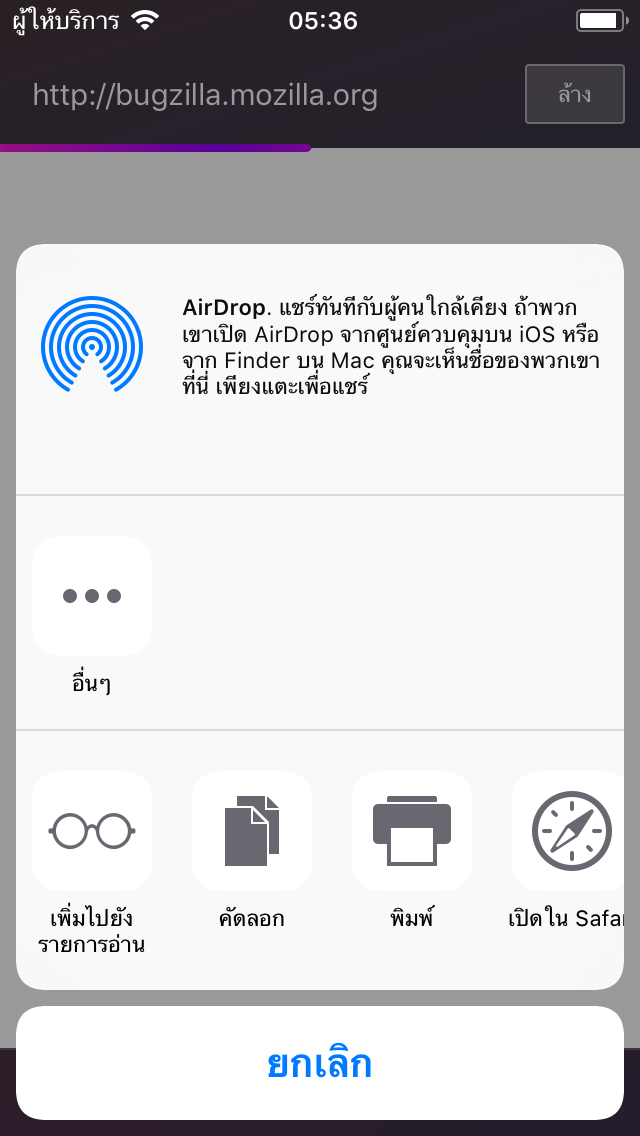 ผู้ให้บริการ 05:36
http://bugzilla.mozilla.org ล้าง
AirDrop. แชร์ทันทีกับผู้คนใกล้เคียง ถ้าพวก
เขาเปิด AirDrop จากศูนย์ควบคุมบน iOS หรือ
จาก Finder บน Mac คุณจะเห็นชื่อของพวกเขา
ที่นี่ เพียงแตะเพื่อแชร์
อื่นๆ
เพิ่มไปยัง
รายการอ่าน
คัดลอก
พิมพ์
เปิดใน Safa
ยกเลิก